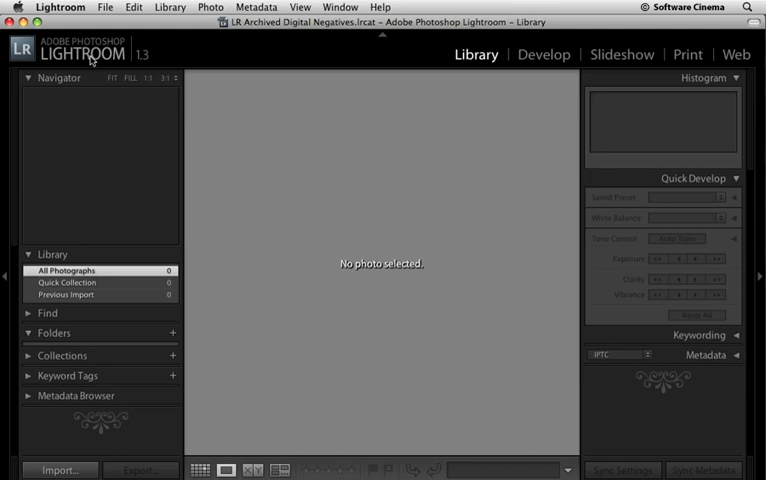 Lightroom File Edit Library Photo Metadata View Window Help Software Cinema
LR Archived Digital Negatives.lrcat – Adobe Photoshop Lightroom – Library
LR ADOBE PHOTOSHOP
LIGHTROOM 1.3
Library | Develop | Slideshow | Print | Web
Navigator FIT FILL 1:1 3:1
Histogram
Quick Develop
Saved Preset
White Balance
Tone Control Auto Tone
Exposure
Clarity
Vibrance
Reset All
Library
All Photographs 0
Quick Collection 0
Previous Import 0
No photo selected.
Find
Folders +
Collections +
Keyword Tags +
Metadata Browser
Keywording
IPTC Metadata
Import... Export...
XY
Sync Settings Sync Metadata